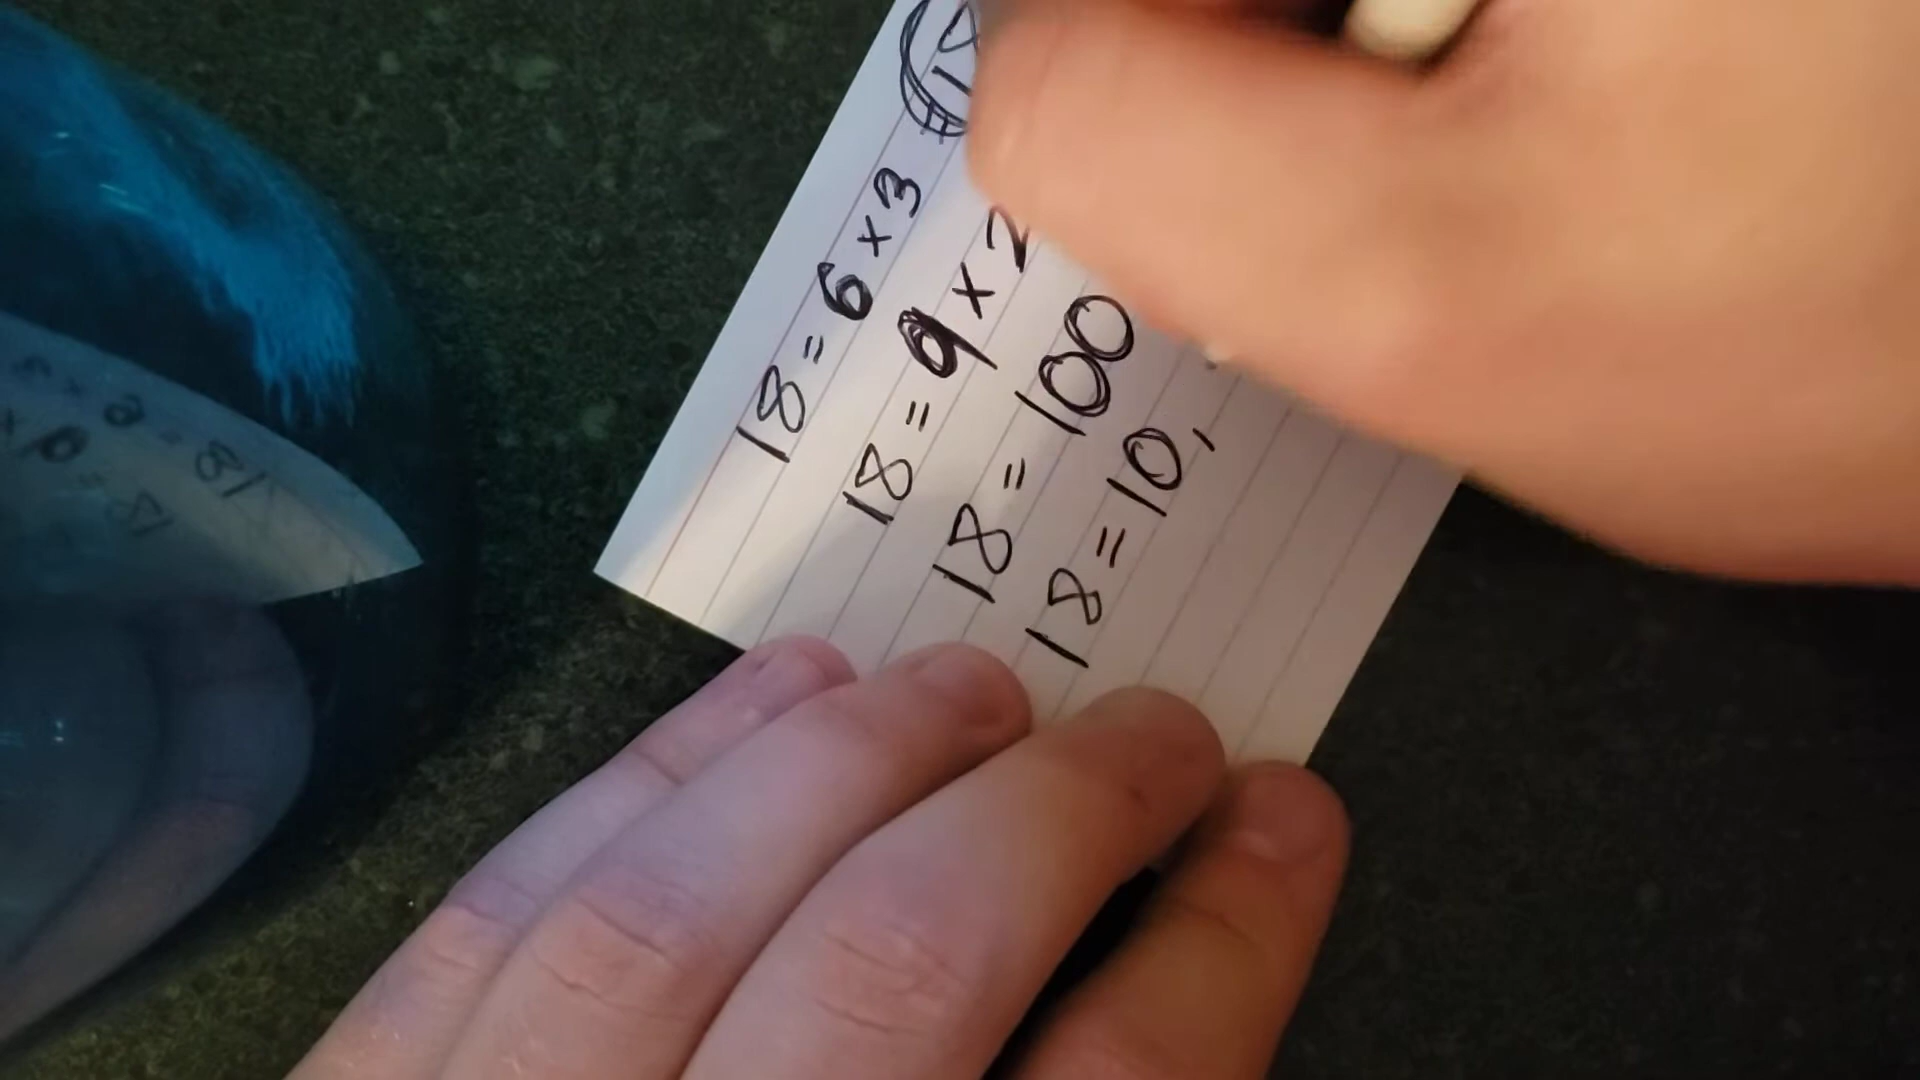 18 = 6 x 3
18 = 9 x 2
18 = 100
18 = 10,